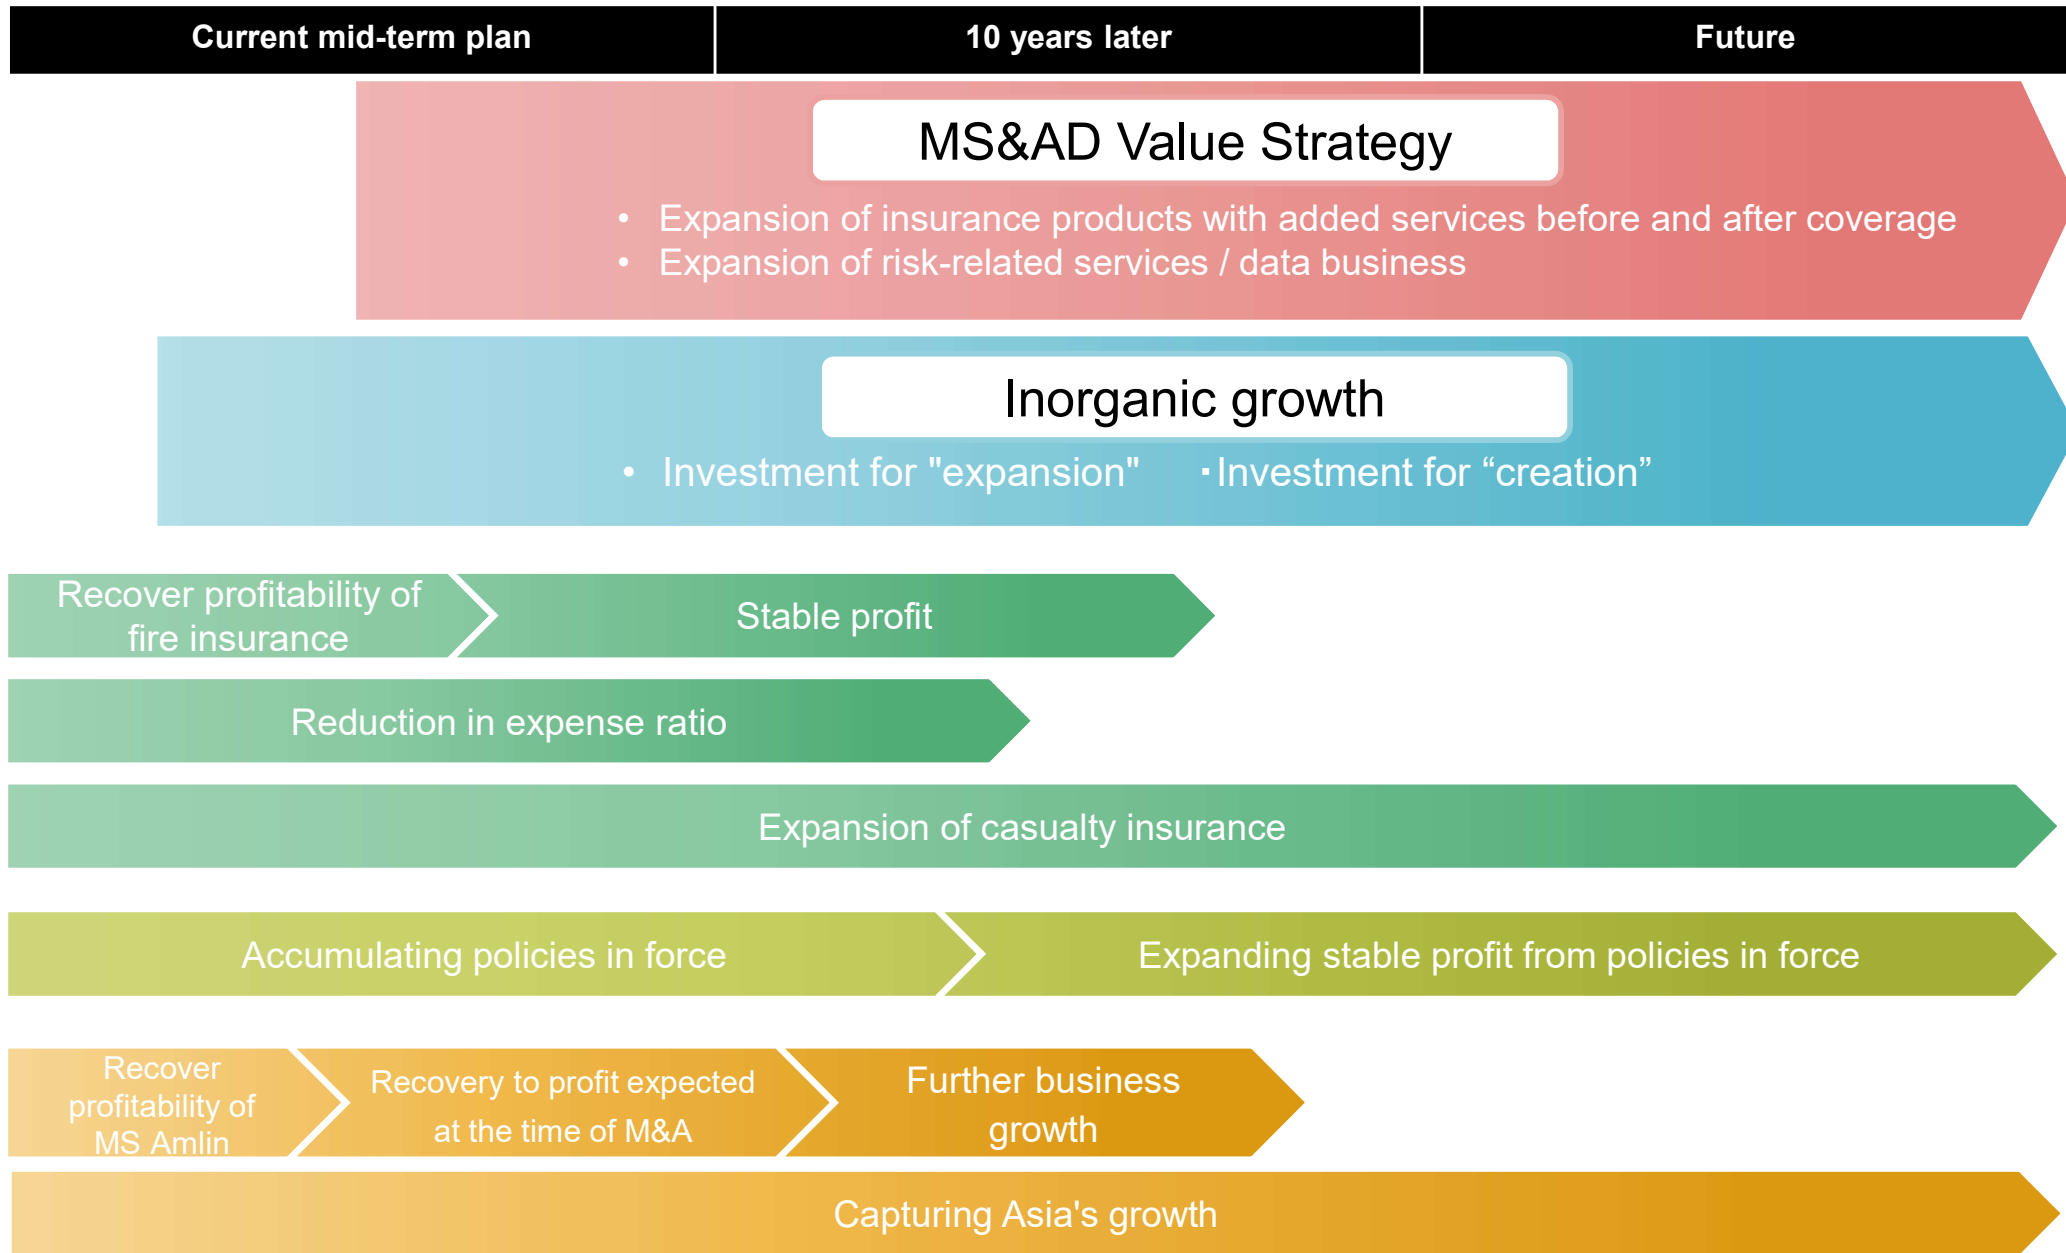 Current mid-term plan
10 years later
Future
MS&AD Value Strategy
• Expansion of insurance products with added services before and after coverage
• Expansion of risk-related services / data business
Inorganic growth
• Investment for "expansion" ・Investment for “creation”
Recover profitability of
fire insurance
Stable profit
Reduction in expense ratio
Expansion of casualty insurance
Accumulating policies in force
Expanding stable profit from policies in force
Recover
profitability of
MS Amlin
Recovery to profit expected
at the time of M&A
Further business
growth
Capturing Asia's growth